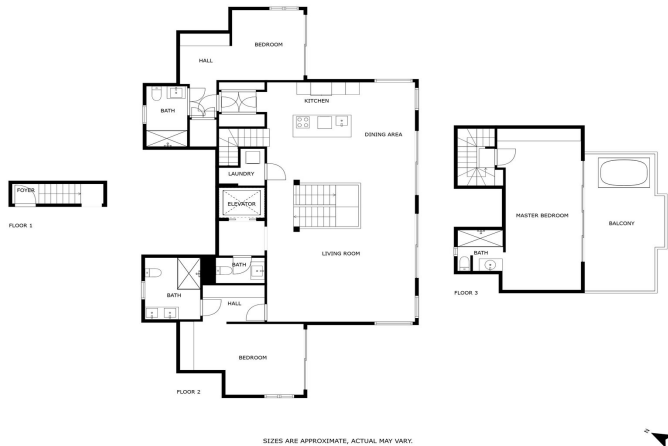 BEDROOM
HALL
KITCHEN
BATH
DINING AREA
LAUNDRY
FOYER
ELEVATOR
FLOOR 1
MASTER BEDROOM
BALCONY
LIVING ROOM
BATH
BATH
BATH
FLOOR 3
HALL
BEDROOM
FLOOR 2
N
SIZES ARE APPROXIMATE, ACTUAL MAY VARY.